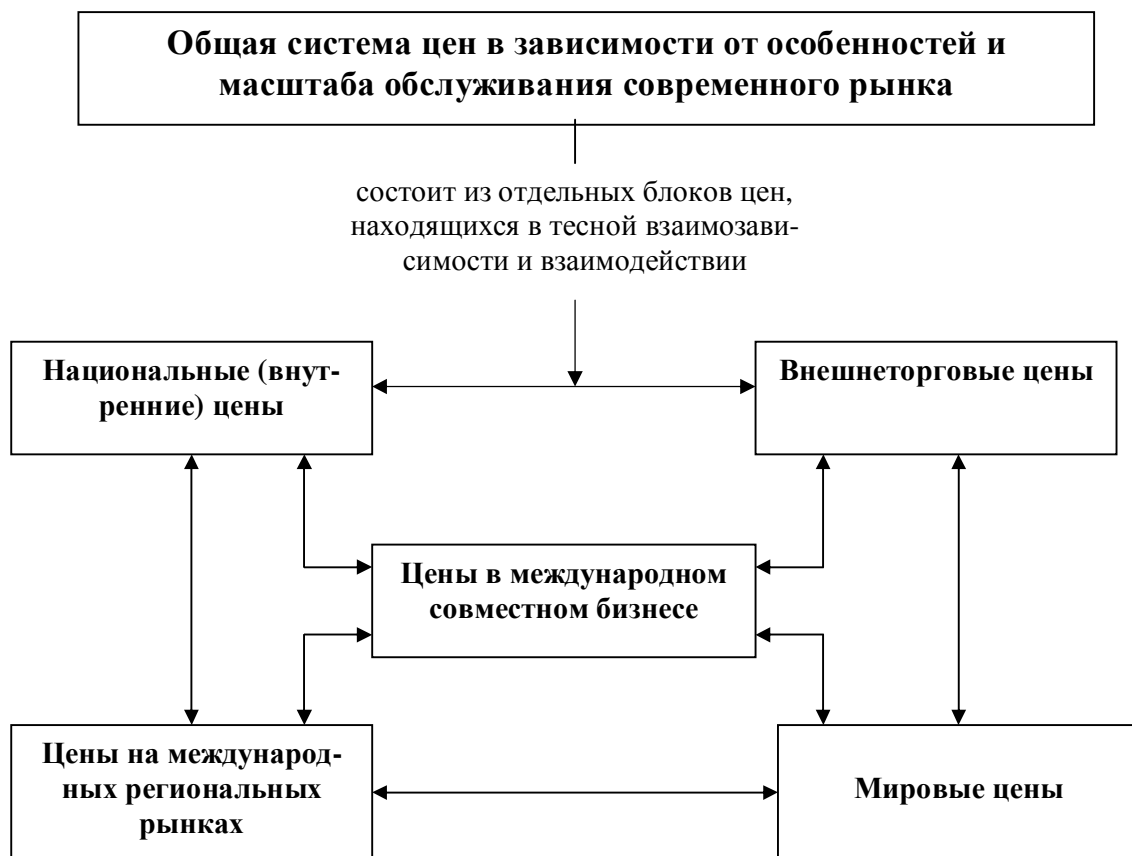 Общая система цен в зависимости от особенностей и
масштаба обслуживания современного рынка
состоит из отдельных блоков цен,
находящихся в тесной взаимозави-
симости и взаимодействии
Национальные (внут-
ренние) цены
Внешнеторговые цены
Цены в международном
совместном бизнесе
Цены на международ-
ных региональных
рынках
Мировые цены